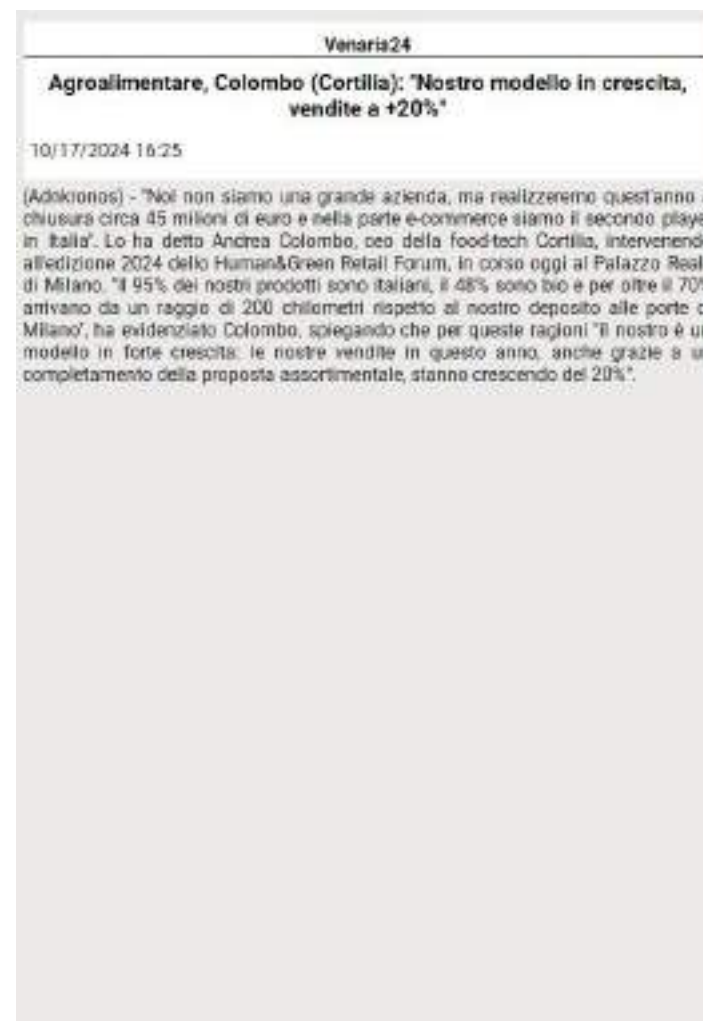 Venaria24
Agroalimentare, Colombo (Cortilia): "Nostro modello in crescita,
vendite a +20%"
10/17/2024 16:25
(Adnkronos) - "Noi non siamo una grande azienda, ma realizzeremo quest'anno a
chiusura circa 45 milioni di euro e nella parte e-commerce siamo il secondo playe
in Italia". Lo ha detto Andrea Colombo, ceo della food-tech Cortilia, intervenend
all'edizione 2024 dello Human&Green Retail Forum, in corso oggi al Palazzo Real
di Milano. "Il 95% dei nostri prodotti sono italiani, il 48% sono bio e per oltre il 70%
arrivano da un raggio di 200 chilometri rispetto al nostro deposito alle porte d
Milano", ha evidenziato Colombo, spiegando che per queste ragioni "il nostro è un
modello in forte crescita: le nostre vendite in questo anno, anche grazie a un
completamento della proposta assortimentale, stanno crescendo del 20%".